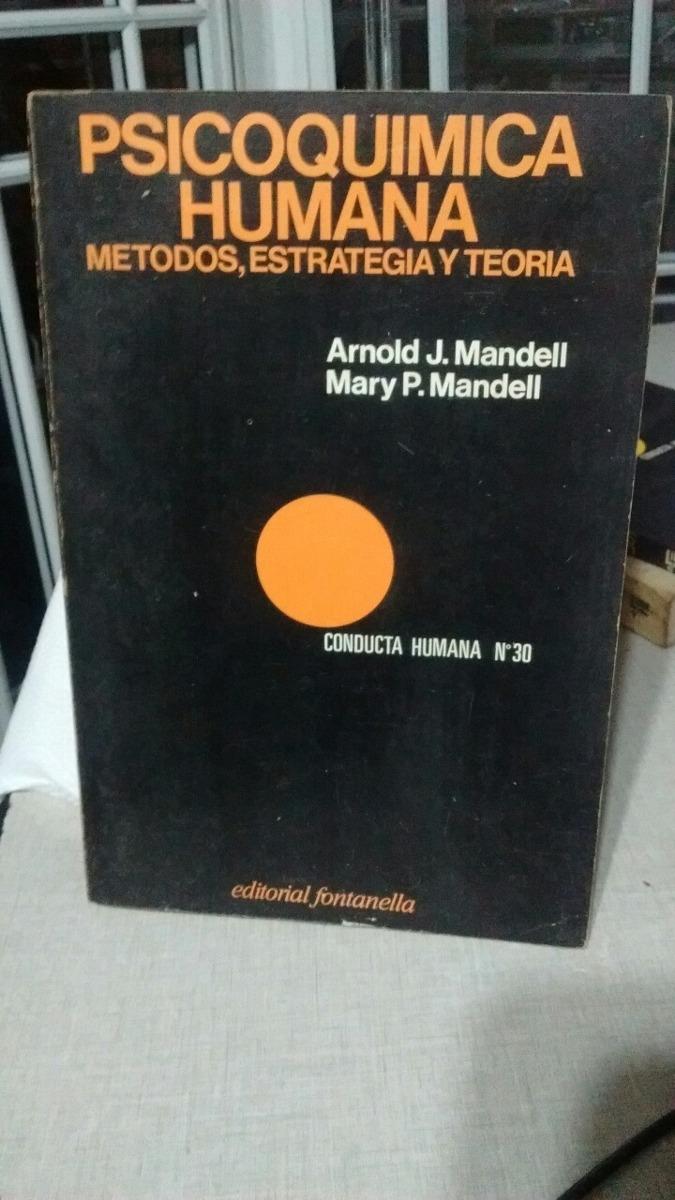 PSICOQUIMICA
HUMANA
METODOS, ESTRATEGIA Y TEORIA
Arnold J. Mandell
Mary P. Mandell
CONDUCTA HUMANA N°30
editorial fontanella